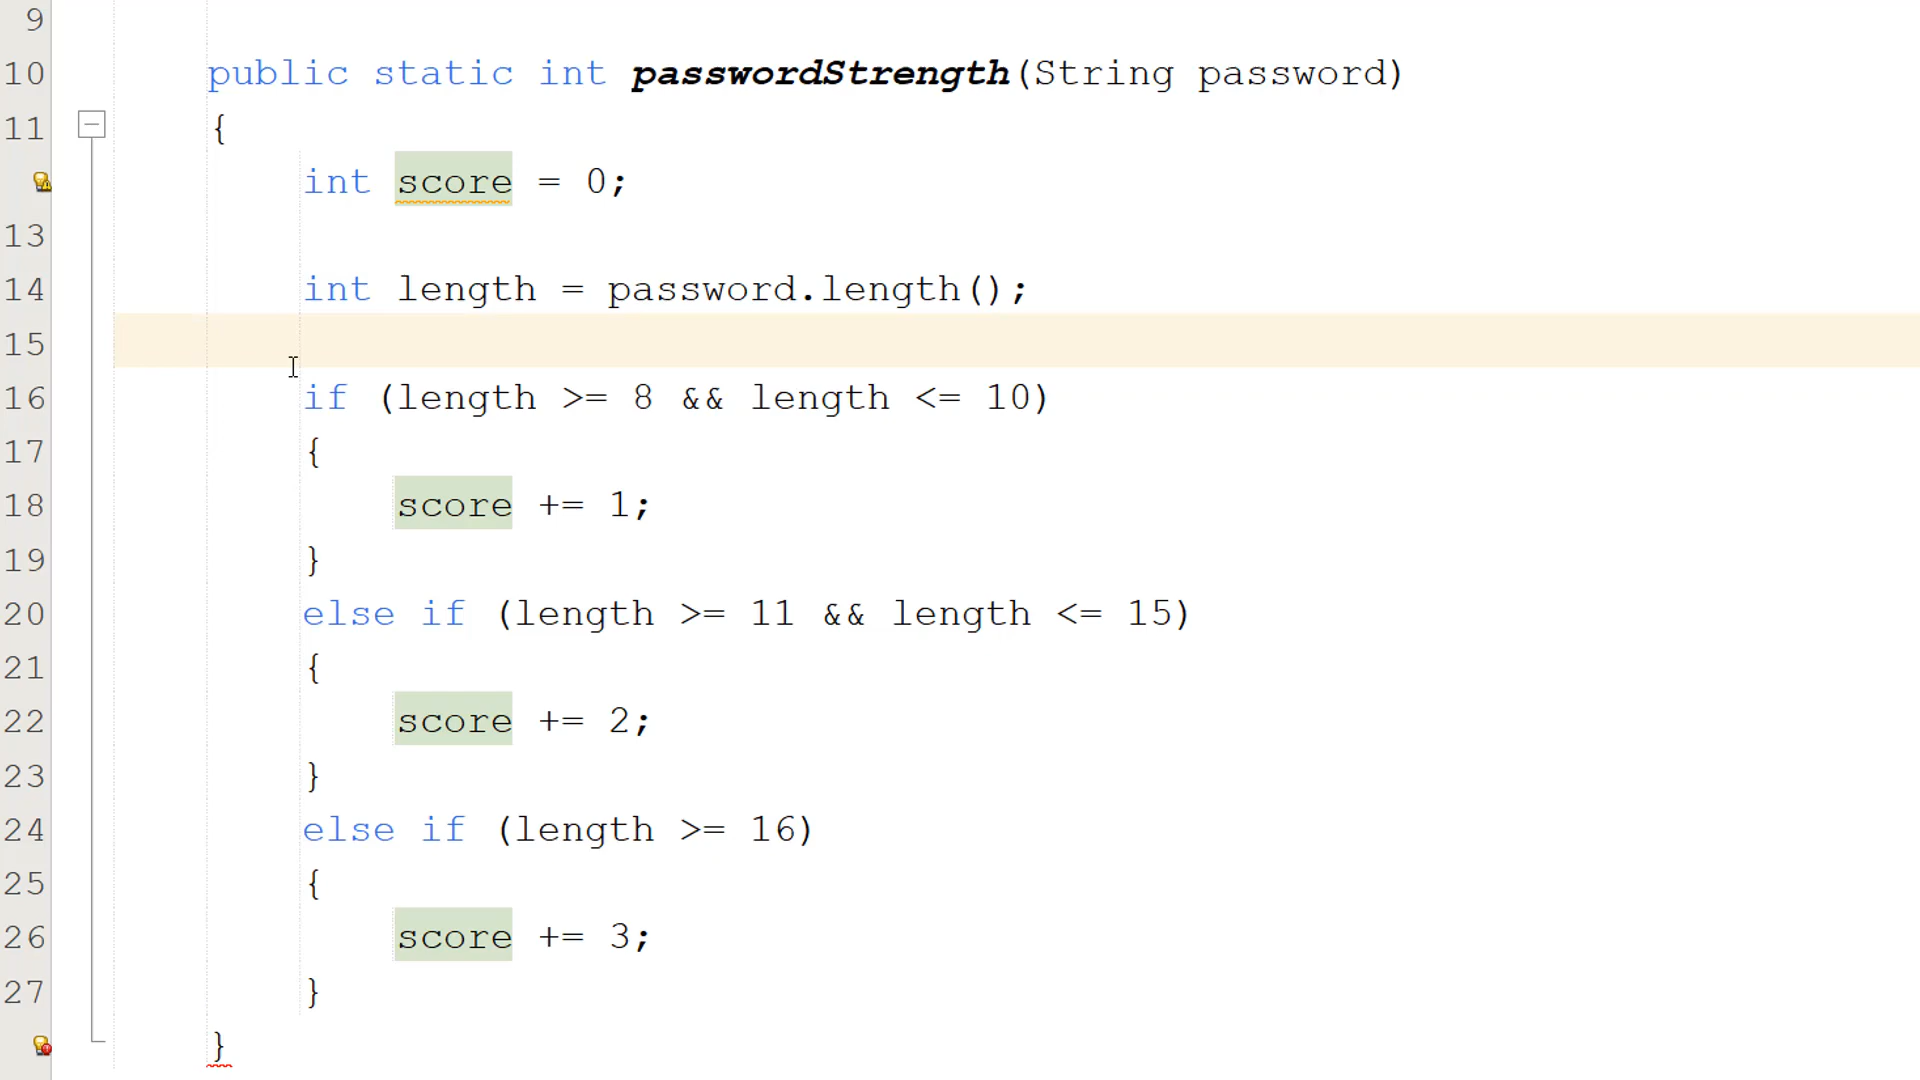 9
10 public static int passwordStrength(String password)
11 {
int score = 0;
13
14 int length = password.length();
15
16 if (length >= 8 && length <= 10)
17 {
18 score += 1;
19 }
20 else if (length >= 11 && length <= 15)
21 {
22 score += 2;
23 }
24 else if (length >= 16)
25 {
26 score += 3;
27 }
}